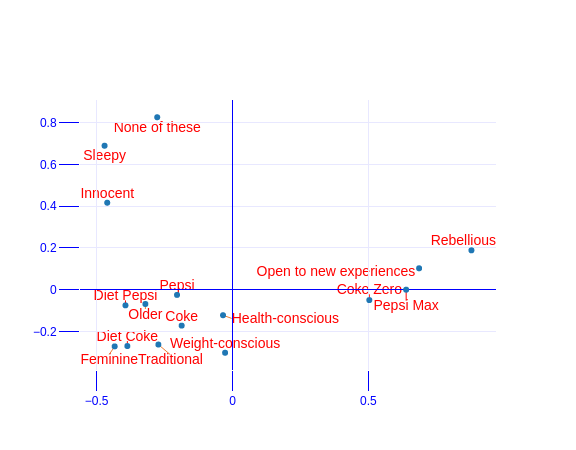 0.8
None of these
Sleepy
0.6
Innocent
0.4
Rebellious
0.2
Open to new experiences
Pepsi
0
Coke Zero
Diet Pepsi
Pepsi Max
Older
Coke
Health-conscious
−0.2
Diet Coke
Weight-conscious
Feminine
Traditional
−0.5
0
0.5